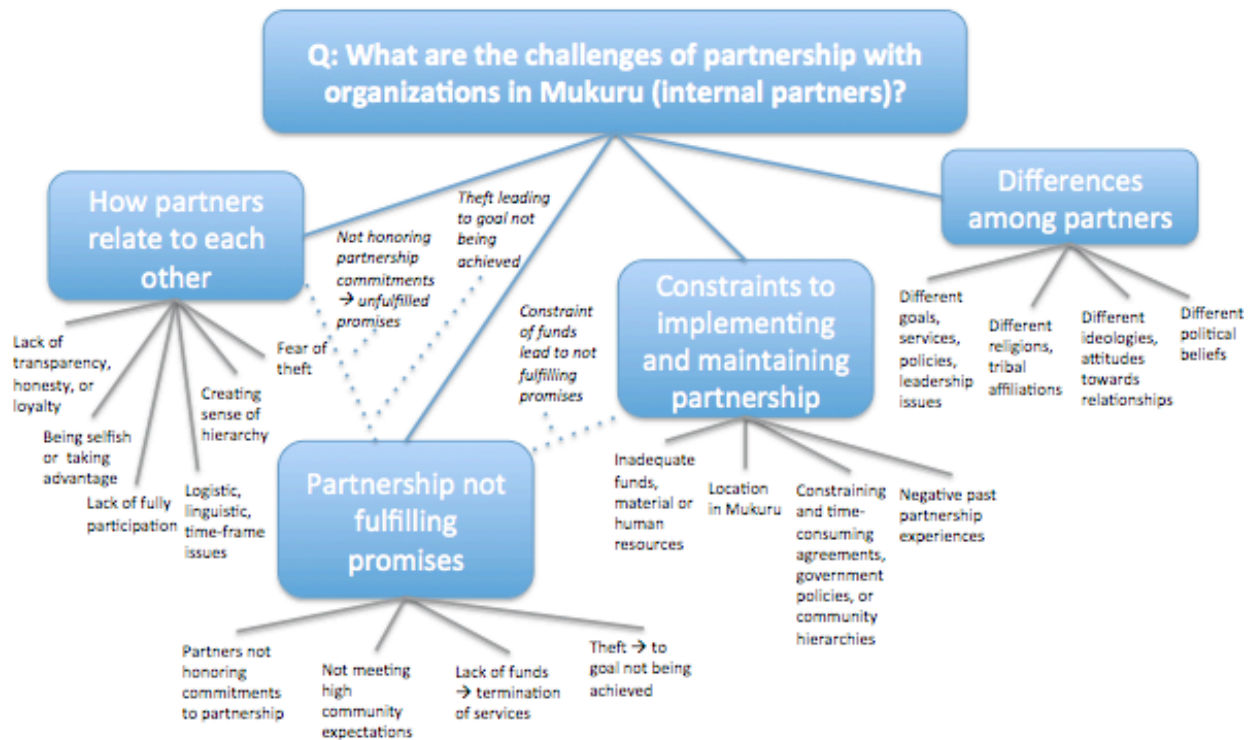 Q: What are the challenges of partnership with
organizations in Mukuru (internal partners)?
How partners
relate to each
other
Not honoring
partnership
commitments
→ unfulfilled
promises
Theft leading
to goal not
being
achieved
Constraint
of funds
lead to not
fulfilling
promises
Constraints to
implementing
and maintaining
partnership
Differences
among partners
Lack of
transparency,
honesty, or
loyalty
Being selfish
or taking
advantage
Lack of fully
participation
Logistic,
linguistic,
time-frame
issues
Creating
sense of
hierarchy
Fear of
theft
Partnership not
fulfilling
promises
Partners not
honoring
commitments
to partnership
Not meeting
high
community
expectations
Lack of funds
→ termination
of services
Theft → to
goal not being
achieved
Inadequate
funds,
material or
human
resources
Location
in Mukuru
Constraining
and time-
consuming
agreements,
government
policies, or
community
hierarchies
Negative past
partnership
experiences
Different
goals,
services,
policies,
leadership
issues
Different
religions,
tribal
affiliations
Different
ideologies,
attitudes
towards
relationships
Different
political
beliefs